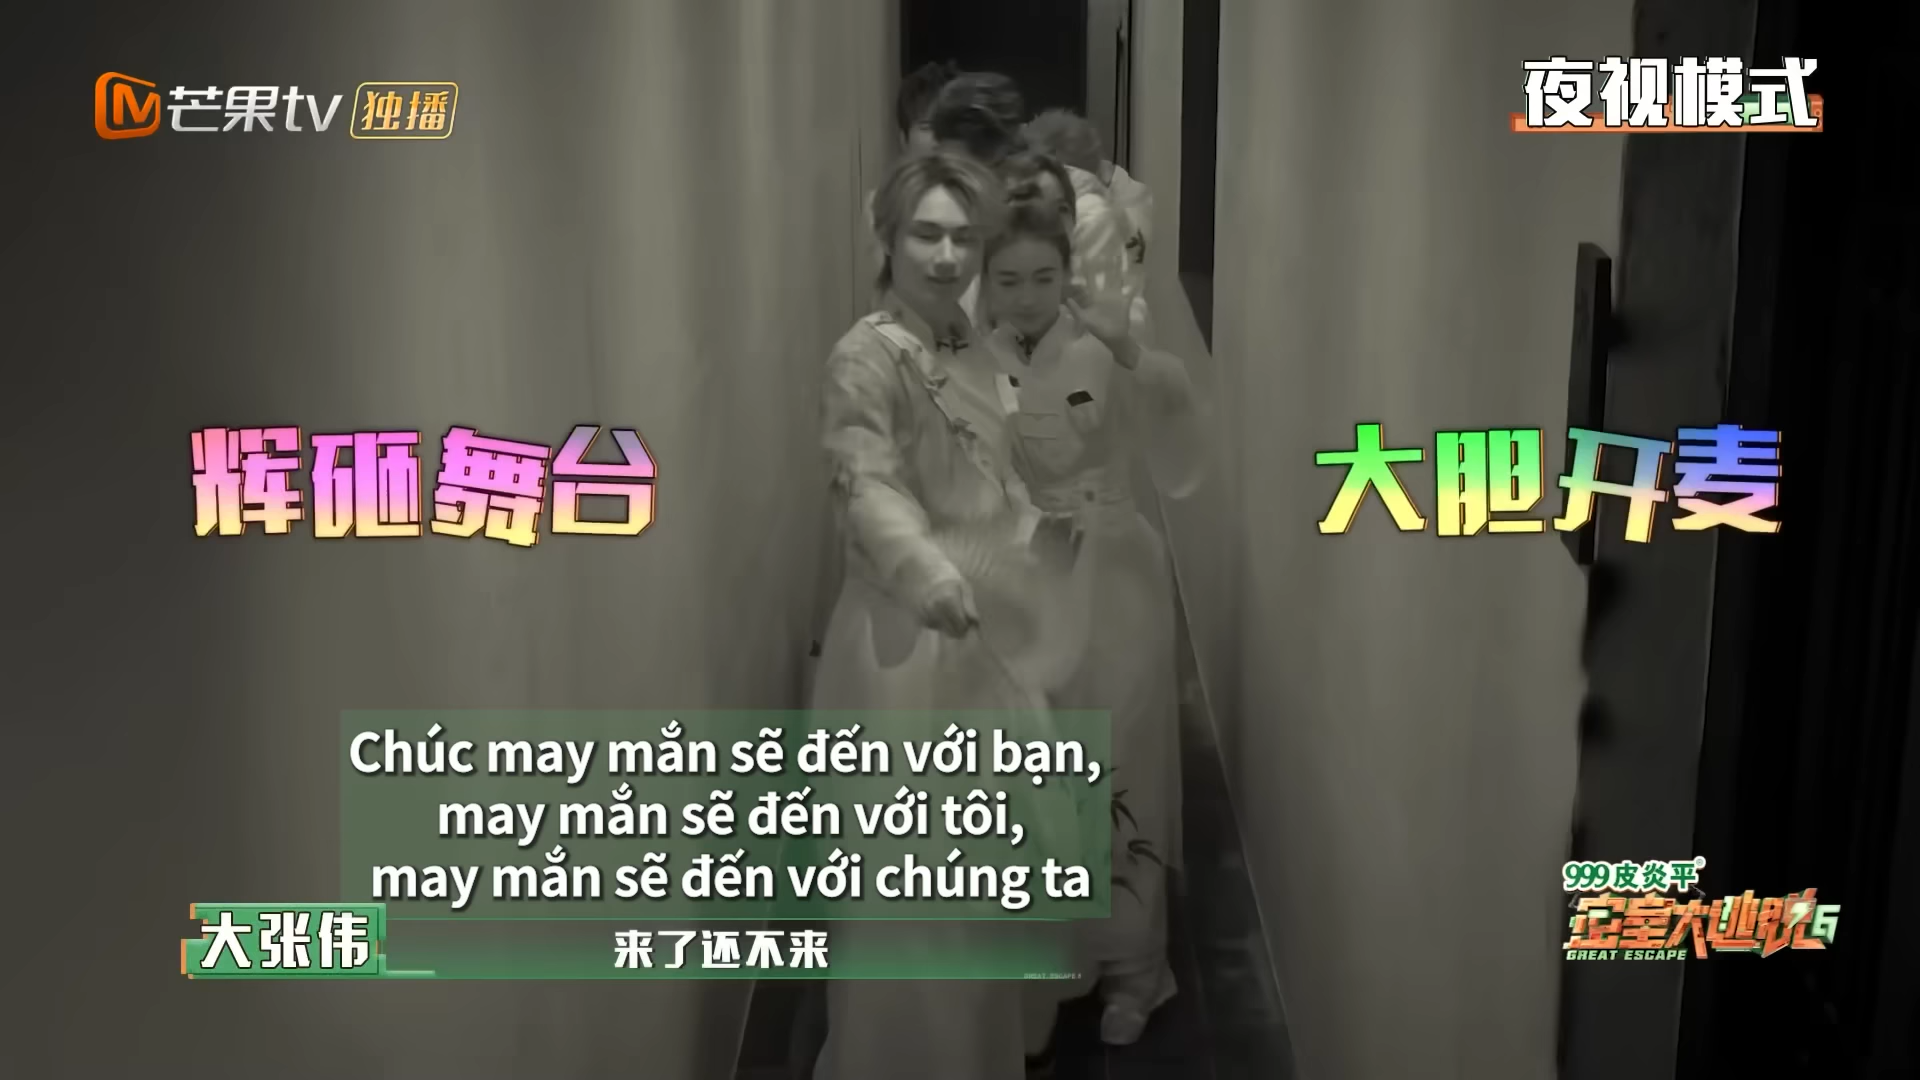 芒果tv 独播
夜视模式
辉砸舞台
大胆开麦
Chúc may mắn sẽ đến với bạn,
may mắn sẽ đến với tôi,
may mắn sẽ đến với chúng ta
大张伟
来了还不来
999皮炎平®
密室大逃脱6
GREAT ESCAPE
GREAT ESCAPE